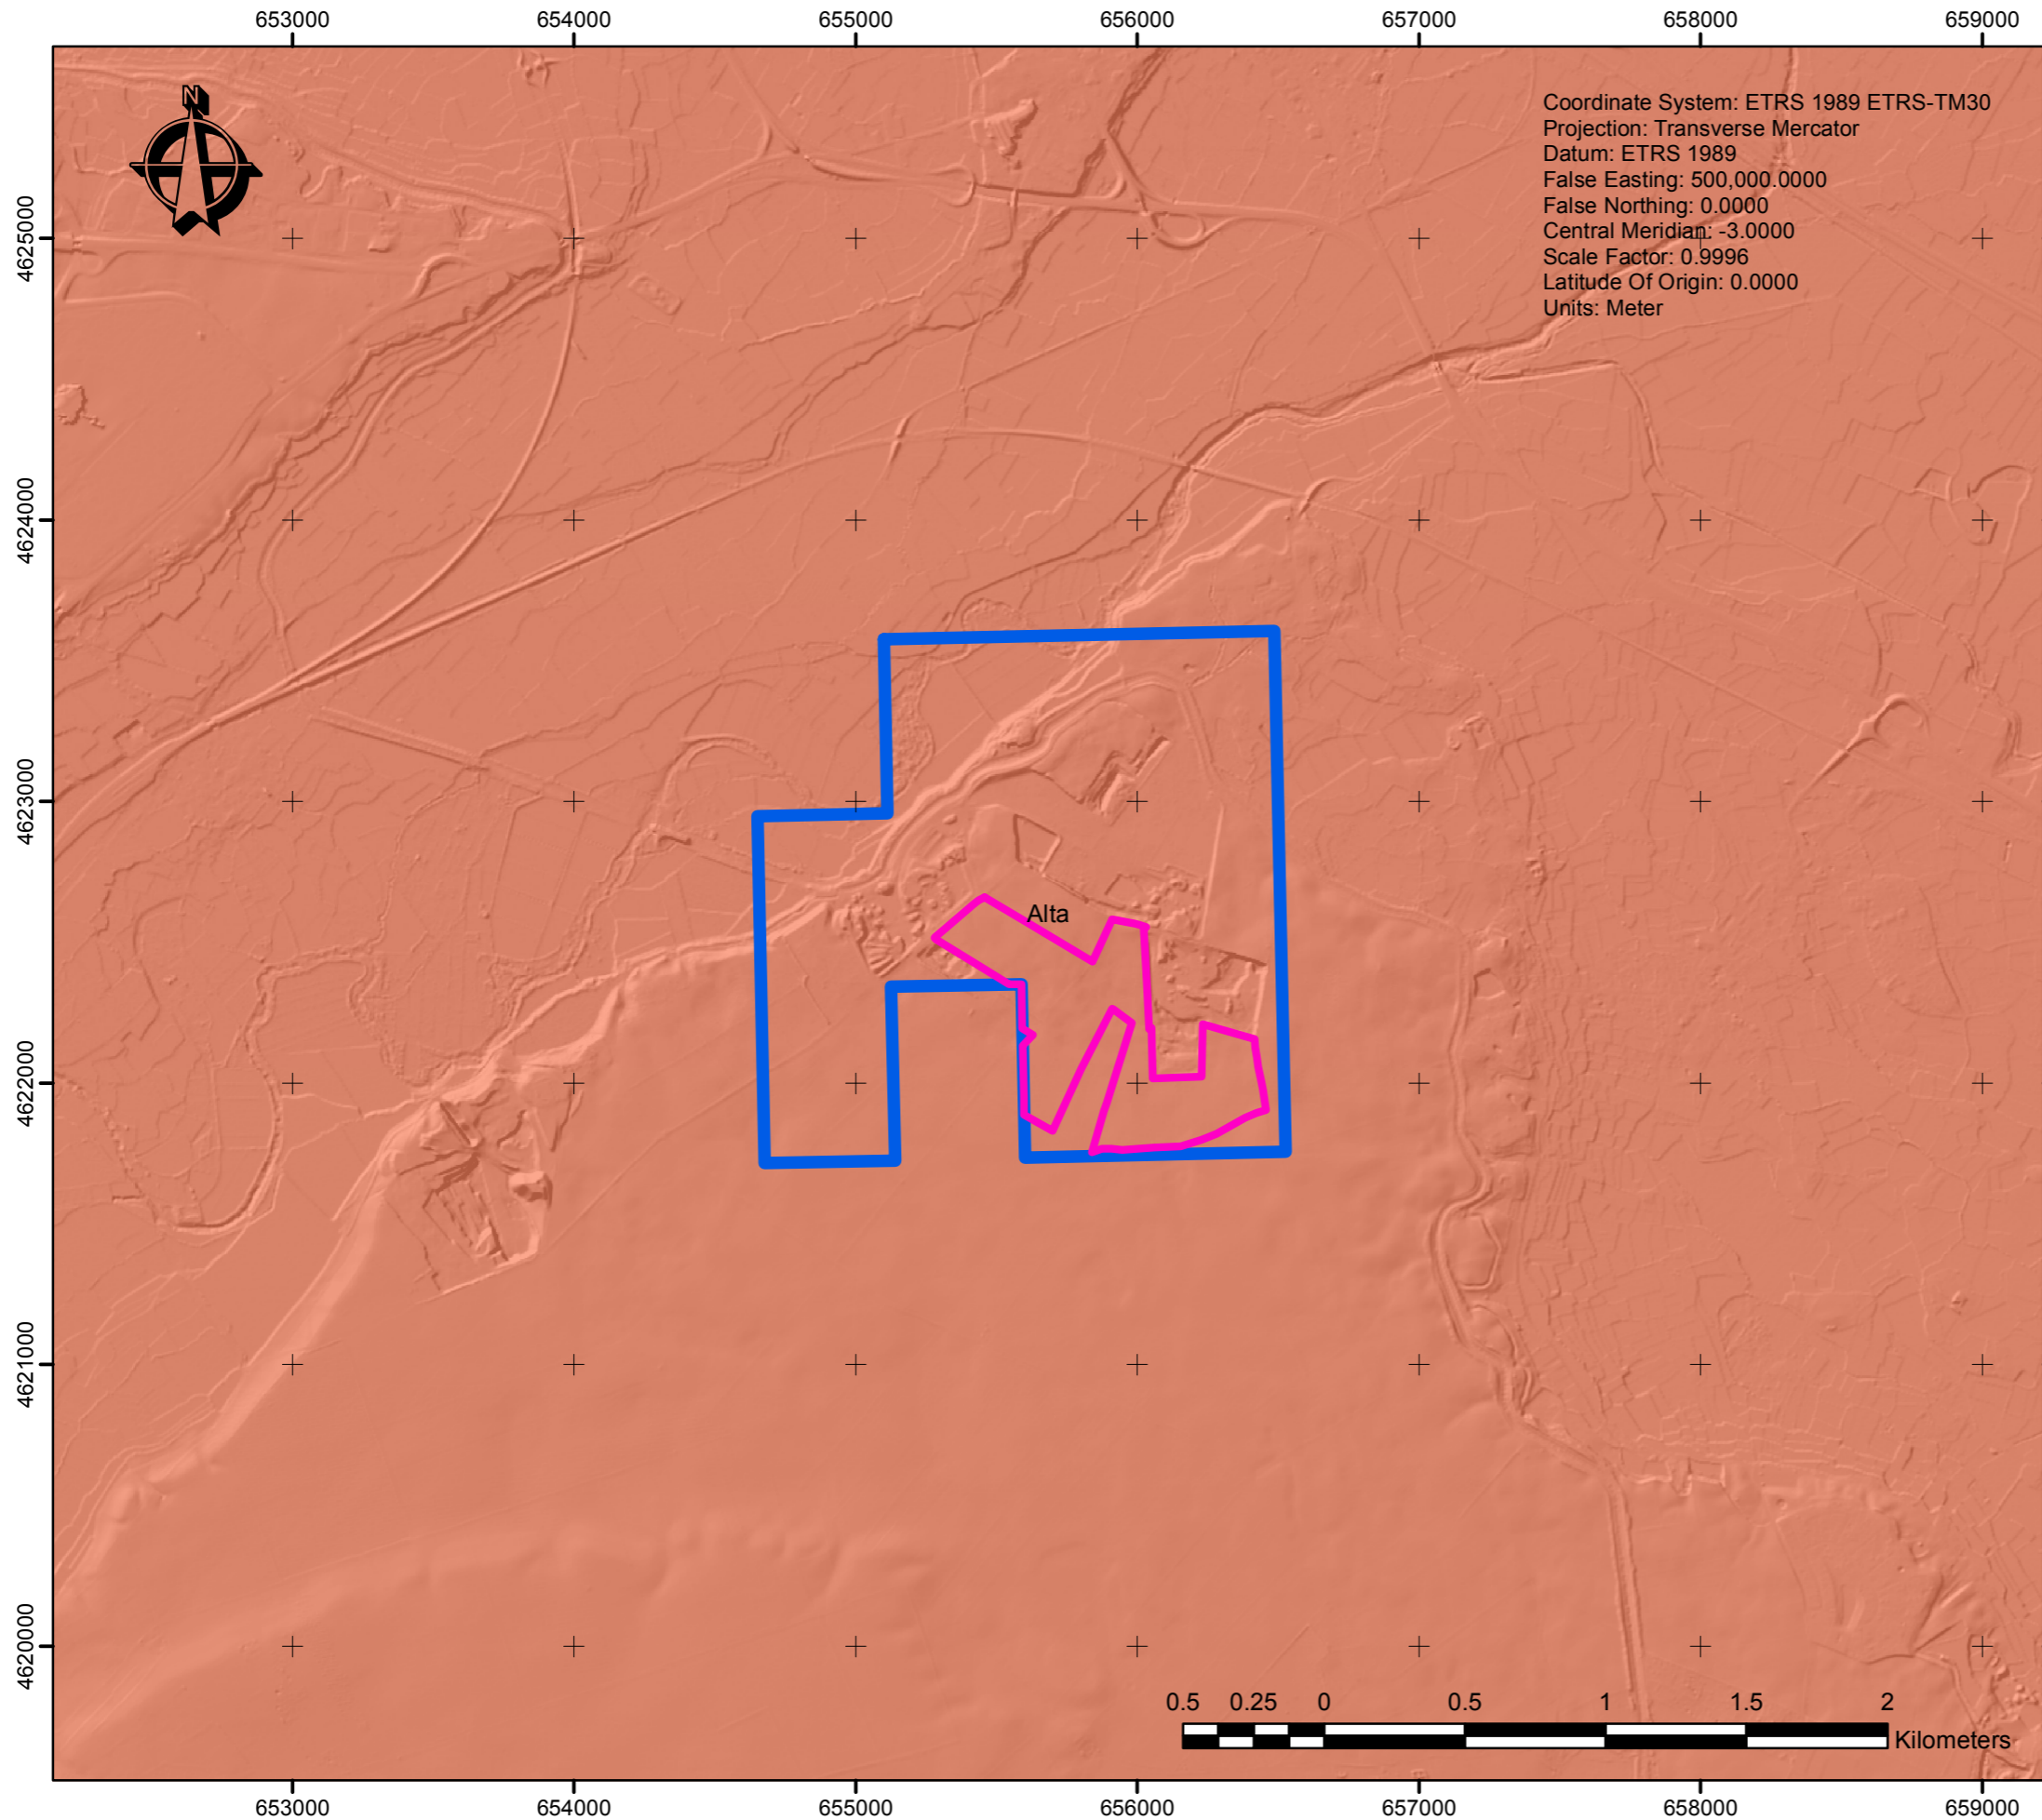 653000 654000 655000 656000 657000 658000 659000
N
Coordinate System: ETRS 1989 ETRS-TM30
Projection: Transverse Mercator
Datum: ETRS 1989
False Easting: 500,000.0000
False Northing: 0.0000
Central Meridian: -3.0000
Scale Factor: 0.9996
Latitude Of Origin: 0.0000
Units: Meter
4625000
4624000
4623000
Alta
4622000
4621000
4620000
0.5 0.25 0 0.5 1 1.5 2
Kilometers
653000 654000 655000 656000 657000 658000 659000